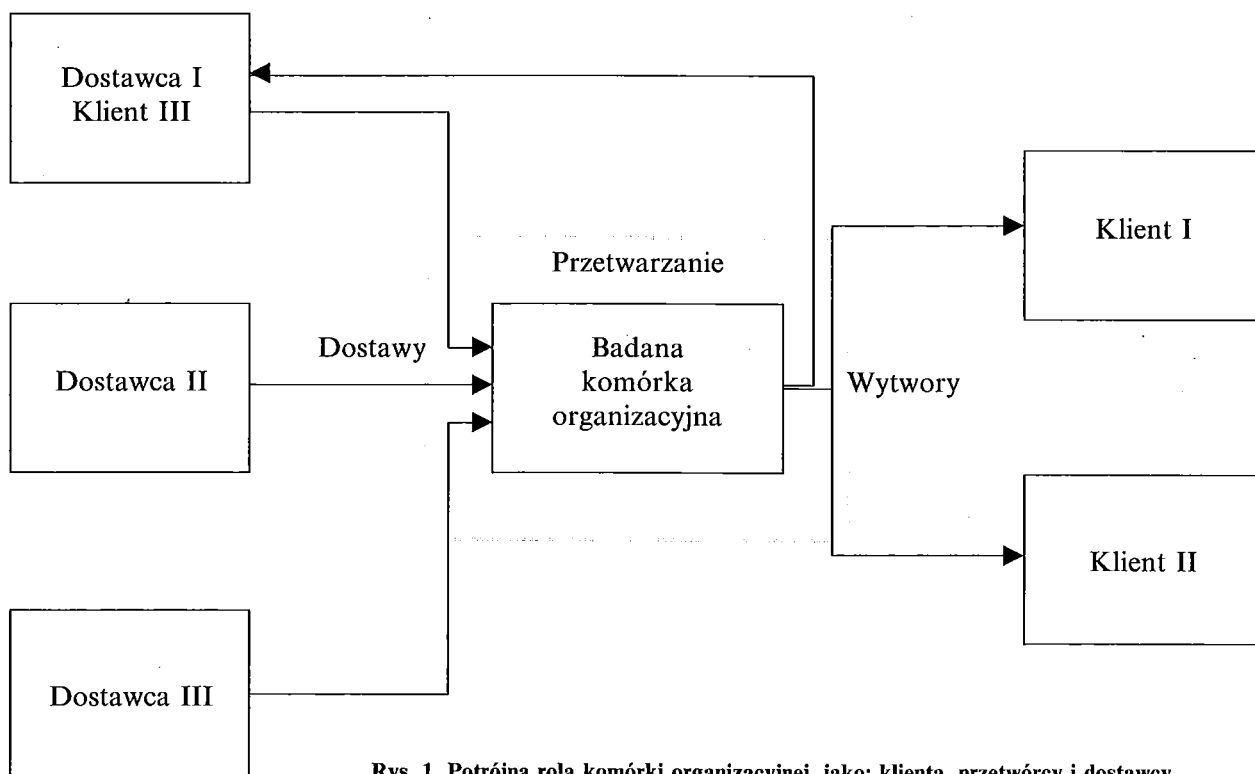 Dostawca I
Klient III
Klient I
Przetwarzanie
Dostawy
Dostawca II
Badana
komórka
organizacyjna
Wytwory
Klient II
Dostawca III
Rys. 1. Potrójna rola komórki organizacyjnej, jako: klienta, przetwórcy i dostawcy